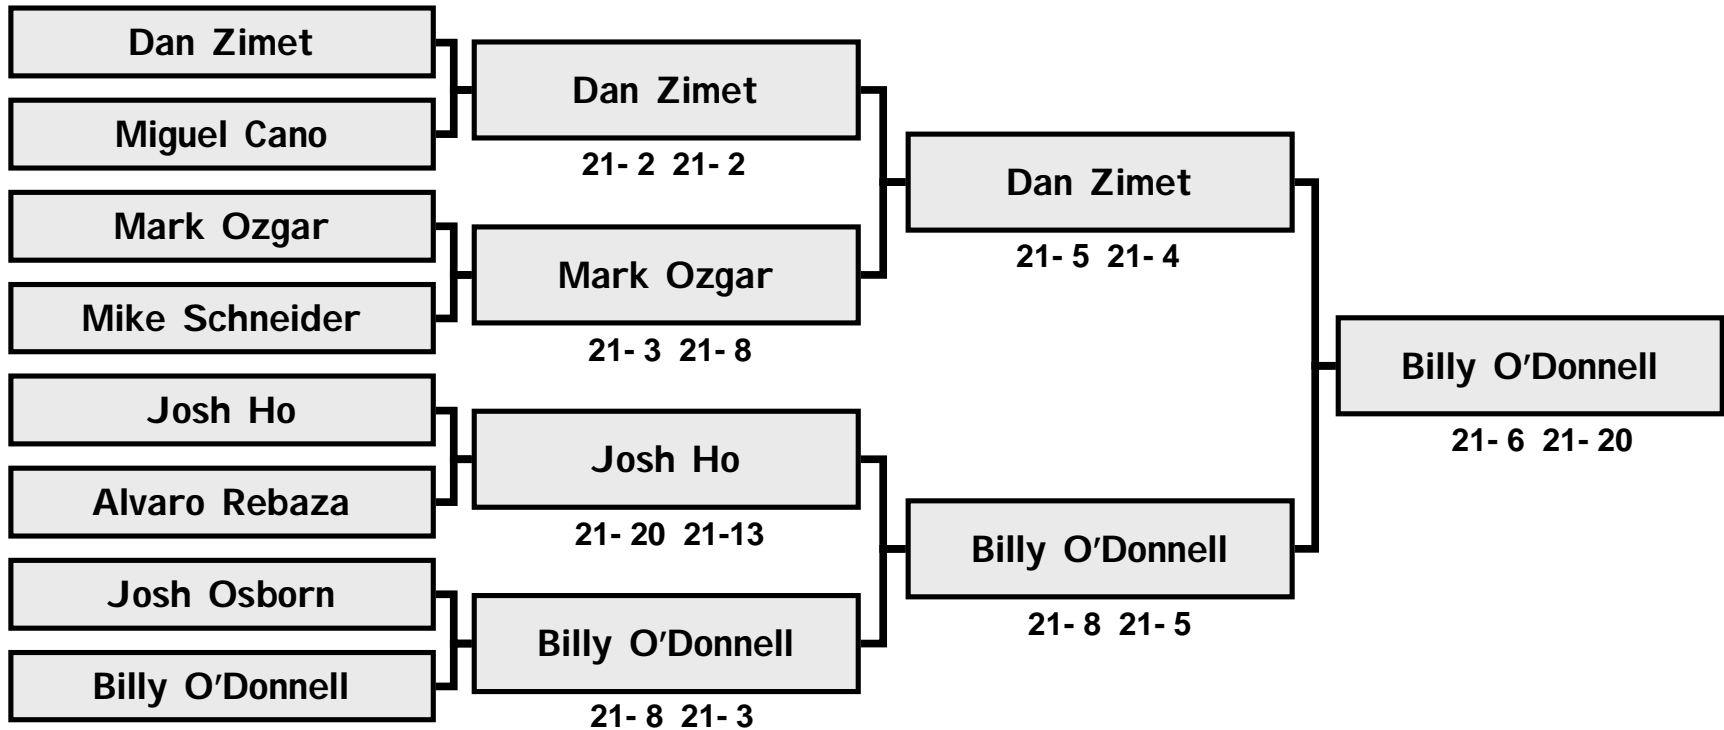 Dan Zimet
Miguel Cano
Mark Ozgar
Mike Schneider
Josh Ho
Alvaro Rebaza
Josh Osborn
Billy O'Donnell
Dan Zimet
21- 2 21- 2
Mark Ozgar
21- 3 21- 8
Josh Ho
21- 20 21-13
Billy O'Donnell
21- 8 21- 3
Dan Zimet
21- 5 21- 4
Billy O'Donnell
21- 8 21- 5
Billy O'Donnell
21- 6 21- 20